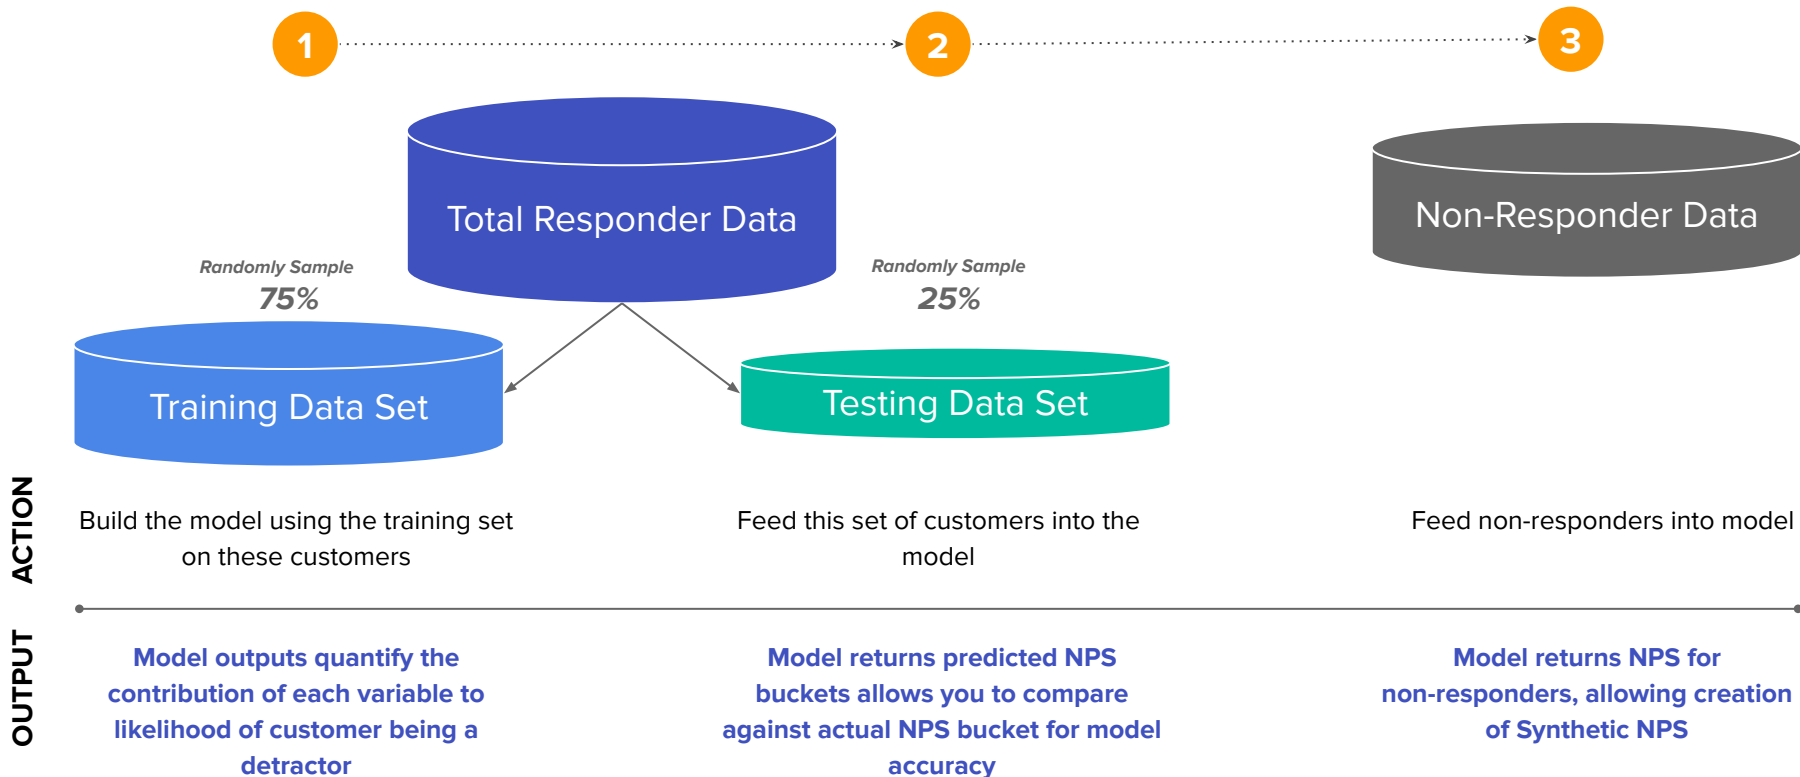 1
2
3
Total Responder Data
Non-Responder Data
Randomly Sample
75%
Randomly Sample
25%
Training Data Set
Testing Data Set
ACTION
Build the model using the training set
on these customers
Feed this set of customers into the
model
Feed non-responders into model
OUTPUT
Model outputs quantify the
contribution of each variable to
likelihood of customer being a
detractor
Model returns predicted NPS
buckets allows you to compare
against actual NPS bucket for model
accuracy
Model returns NPS for
non-responders, allowing creation
of Synthetic NPS